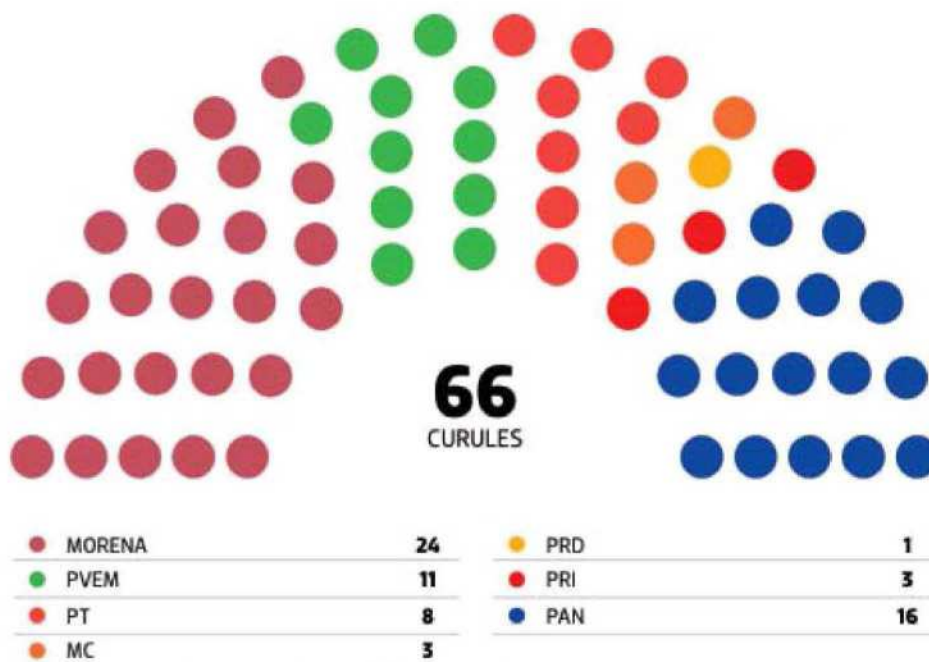 66
CURULES
MORENA 24
PVEM 11
PT 8
MC 3
PRD 1
PRI 3
PAN 16